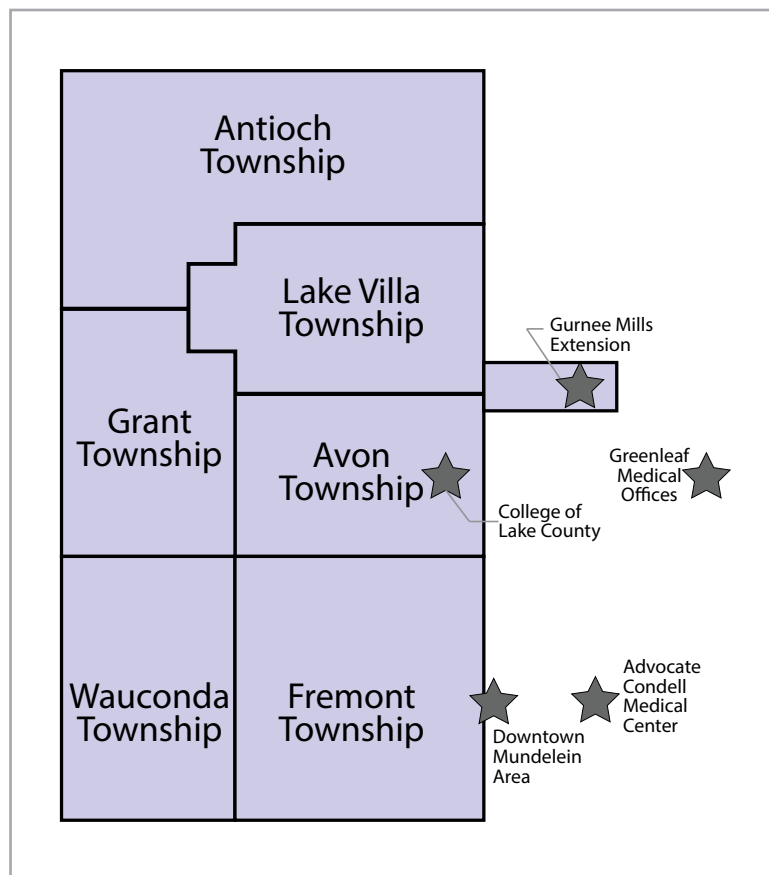 Antioch
Township
Lake Villa
Township
Gurnee Mills
Extension
Grant
Township
Avon
Township
Greenleaf
Medical
Offices
College of
Lake County
Wauconda
Township
Fremont
Township
Advocate
Condell
Medical
Center
Downtown
Mundelein
Area